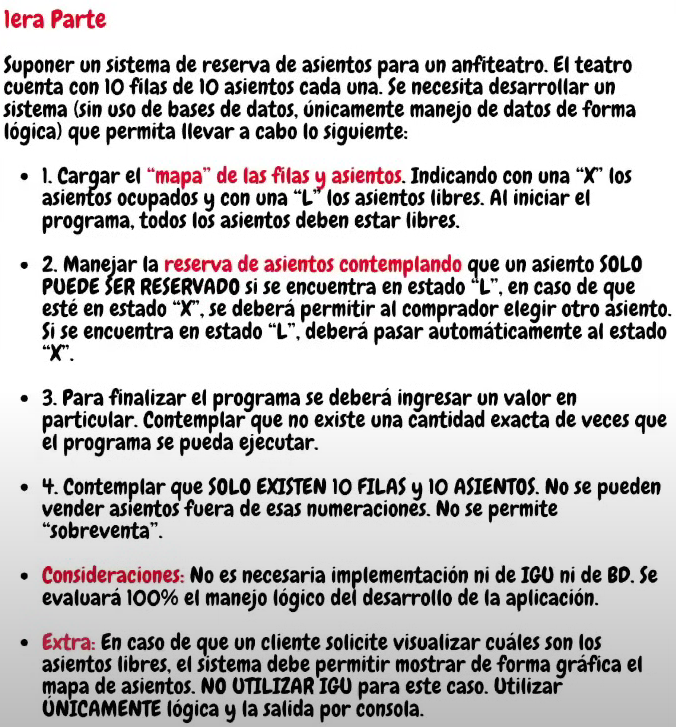 1era Parte
Suponer un sistema de reserva de asientos para un anfiteatro. El teatro
cuenta con 10 filas de 10 asientos cada una. Se necesita desarrollar un
sistema (sin uso de bases de datos, únicamente manejo de datos de forma
lógica) que permita llevar a cabo lo siguiente:
• 1. Cargar el “mapa” de las filas y asientos. Indicando con una “X” los
asientos ocupados y con una “L” los asientos libres. Al iniciar el
programa, todos los asientos deben estar libres.
• 2. Manejar la reserva de asientos contemplando que un asiento SOLO
PUEDE SER RESERVADO si se encuentra en estado “L”, en caso de que
esté en estado “X”, se deberá permitir al comprador elegir otro asiento.
Si se encuentra en estado “L”, deberá pasar automáticamente al estado
“X”.
• 3. Para finalizar el programa se deberá ingresar un valor en
particular. Contemplar que no existe una cantidad exacta de veces que
el programa se pueda ejecutar.
• 4. Contemplar que SOLO EXISTEN 10 FILAS y 10 ASIENTOS. No se pueden
vender asientos fuera de esas numeraciones. No se permite
“sobreventa”.
• Consideraciones: No es necesaria implementación ni de IGU ni de BD. Se
evaluará 100% el manejo lógico del desarrollo de la aplicación.
• Extra: En caso de que un cliente solicite visualizar cuáles son los
asientos libres, el sistema debe permitir mostrar de forma gráfica el
mapa de asientos. NO UTILIZAR IGU para este caso. Utilizar
ÚNICAMENTE lógica y la salida por consola.